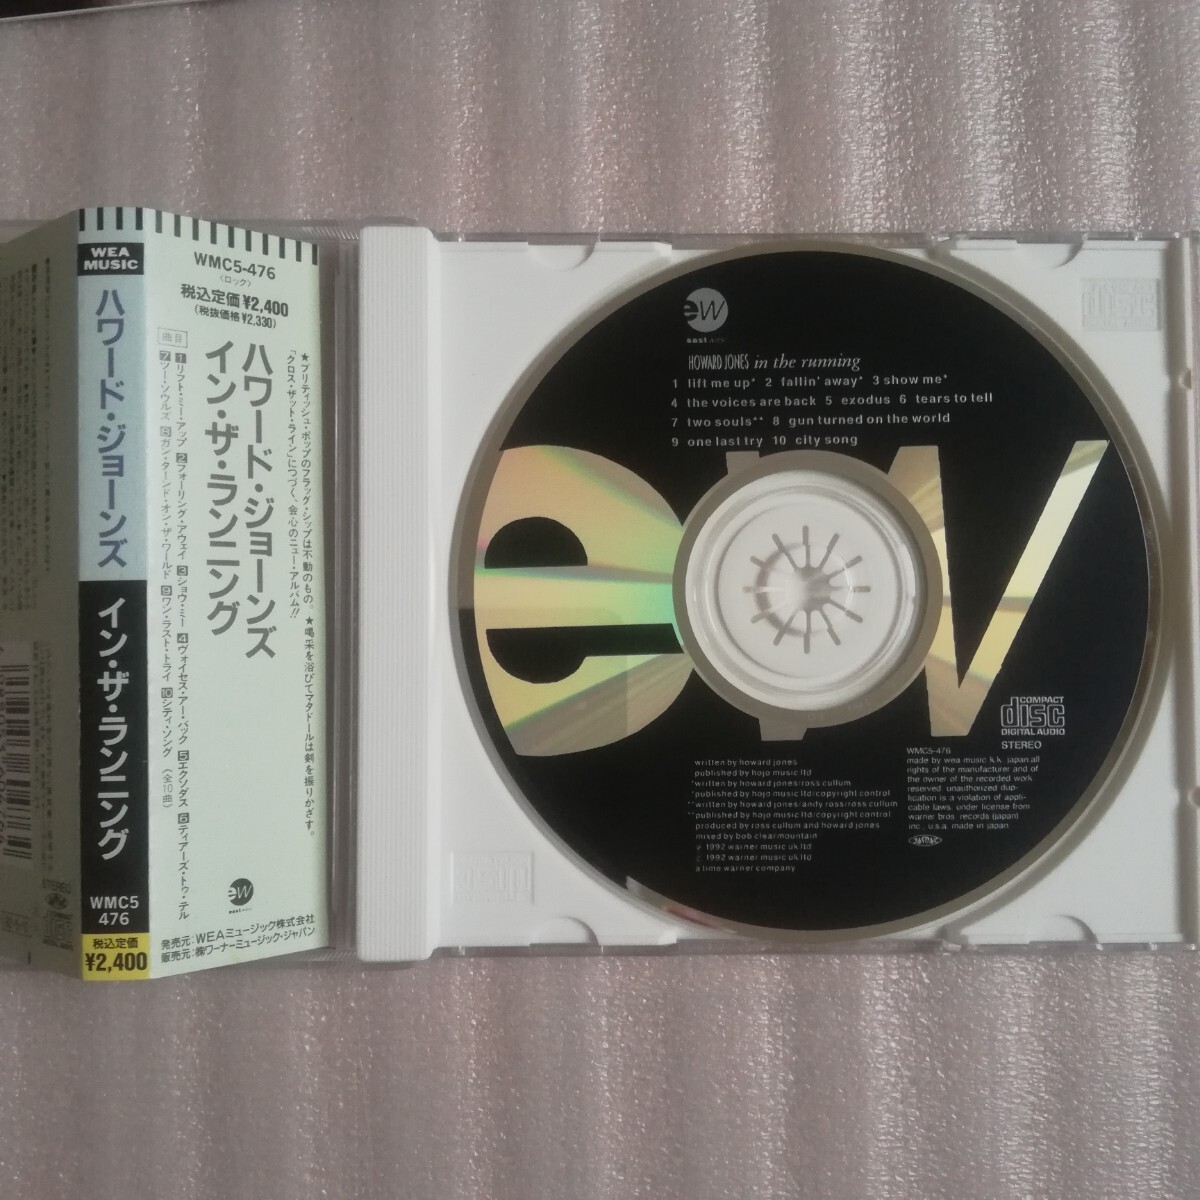 WEA
MUSIC
ハワード・ジョーンズ
イン・ザ・ランニング
WMC5
476
税込定価
¥2,400
WMC5-476
〈ロック〉
税込定価¥2,400
(税抜価格¥2,330)
ハワード・ジョーンズ
イン・ザ・ランニング
★ブリティッシュ・ポップのフラッグ・シップは不動のもの。★喝采を浴びてマタドールは剣を振りかざす。
「クロス・ザット・ライン」につづく、会心のニュー・アルバム!!
曲目
1リフト・ミー・アップ 2フォーリング・アウェイ 3ショウ・ミー 4ヴォイセス・アー・バック 5エクソダス 6ティアーズ・トゥ・テル
7ツー・ソウルズ 8ガン・ターンド・オン・ザ・ワールド 9ワン・ラスト・トライ 10シティ・ソング (全10曲)
ew
east
発売元:WEAミュージック株式会社
販売元:㈱ワーナーミュージック・ジャパン
ew
east
HOWARD JONES in the running
1 lift me up* 2 fallin' away* 3 show me*
4 the voices are back 5 exodus 6 tears to tell
7 two souls** 8 gun turned on the world
9 one last try 10 city song
ew
COMPACT
disc
DIGITAL AUDIO
STEREO
written by howard jones
published by hojo music ltd
*written by howard jones/ross cullum
*published by hojo music ltd/copyright control
**written by howard jones/andy ross/ross cullum
**published by hojo music ltd/copyright control
produced by ross cullum and howard jones
mixed by bob clearmountain
℗ 1992 warner music uk ltd
© 1992 warner music uk ltd
a time warner company
WMC5-476
made by wea music k.k. japan.all
rights of the manufacturer and of
the owner of the recorded work
reserved. unauthorized dup-
lication is a violation of appli-
cable laws. under license from
warner bros. records (japan)
inc., u.s.a. made in japan.
JASRAC